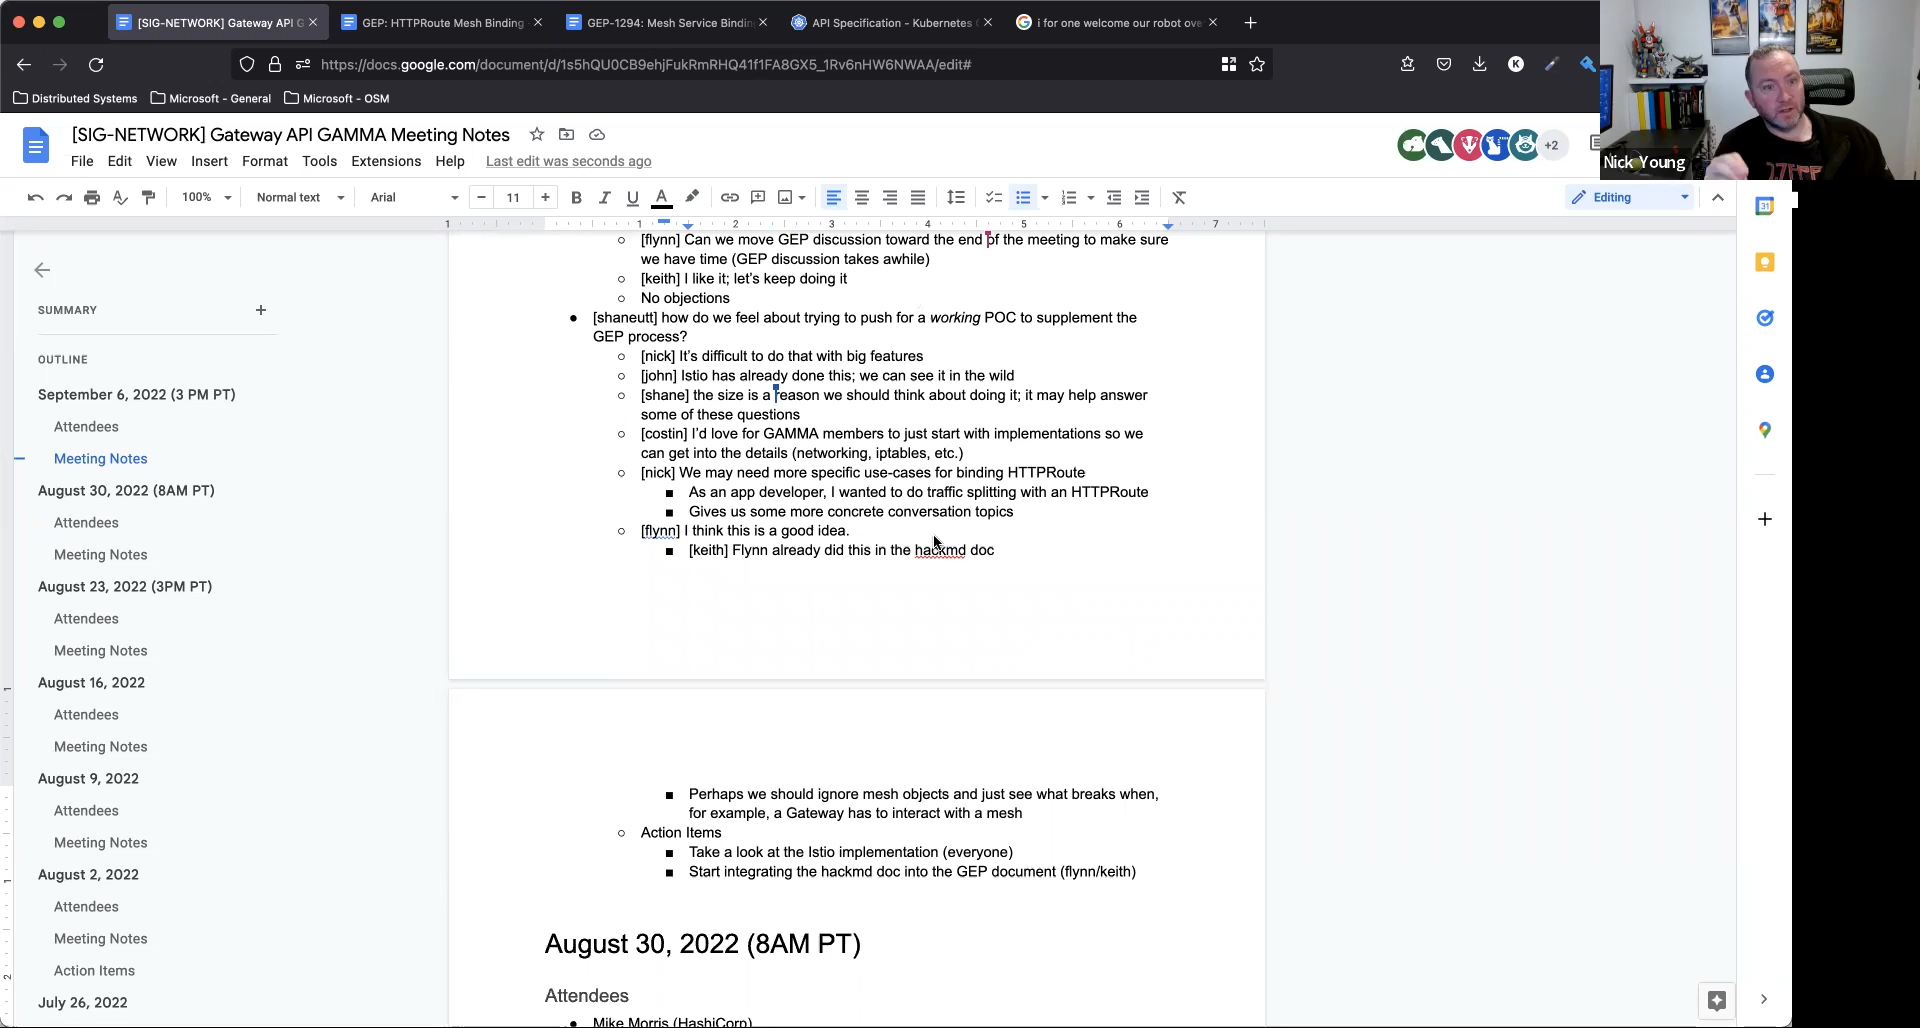 [SIG-NETWORK] Gateway API G
GEP: HTTPRoute Mesh Binding
GEP-1294: Mesh Service Bindin
API Specification - Kubernetes
i for one welcome our robot ove
https://docs.google.com/document/d/1s5hQU0CB9ehjFukRmRHQ41f1FA8GX5_1Rv6nHW6NWAA/edit#
K
Distributed Systems
Microsoft - General
Microsoft - OSM
[SIG-NETWORK] Gateway API GAMMA Meeting Notes
File Edit View Insert Format Tools Extensions Help Last edit was seconds ago
+2
Nick Young
100% Normal text Arial 11 B I U A Editing
31
1 1 2 3 4 5 6 7
SUMMARY
OUTLINE
September 6, 2022 (3 PM PT)
Attendees
Meeting Notes
August 30, 2022 (8AM PT)
Attendees
Meeting Notes
August 23, 2022 (3PM PT)
Attendees
Meeting Notes
August 16, 2022
Attendees
Meeting Notes
August 9, 2022
Attendees
Meeting Notes
August 2, 2022
Attendees
Meeting Notes
Action Items
July 26, 2022
[flynn] Can we move GEP discussion toward the end of the meeting to make sure
we have time (GEP discussion takes awhile)
[keith] I like it; let's keep doing it
No objections
[shaneutt] how do we feel about trying to push for a working POC to supplement the
GEP process?
[nick] It's difficult to do that with big features
[john] Istio has already done this; we can see it in the wild
[shane] the size is a reason we should think about doing it; it may help answer
some of these questions
[costin] I'd love for GAMMA members to just start with implementations so we
can get into the details (networking, iptables, etc.)
[nick] We may need more specific use-cases for binding HTTPRoute
As an app developer, I wanted to do traffic splitting with an HTTPRoute
Gives us some more concrete conversation topics
[flynn] I think this is a good idea.
[keith] Flynn already did this in the hackmd doc
Perhaps we should ignore mesh objects and just see what breaks when,
for example, a Gateway has to interact with a mesh
Action Items
Take a look at the Istio implementation (everyone)
Start integrating the hackmd doc into the GEP document (flynn/keith)
August 30, 2022 (8AM PT)
Attendees
Mike Morris (HashiCorp)